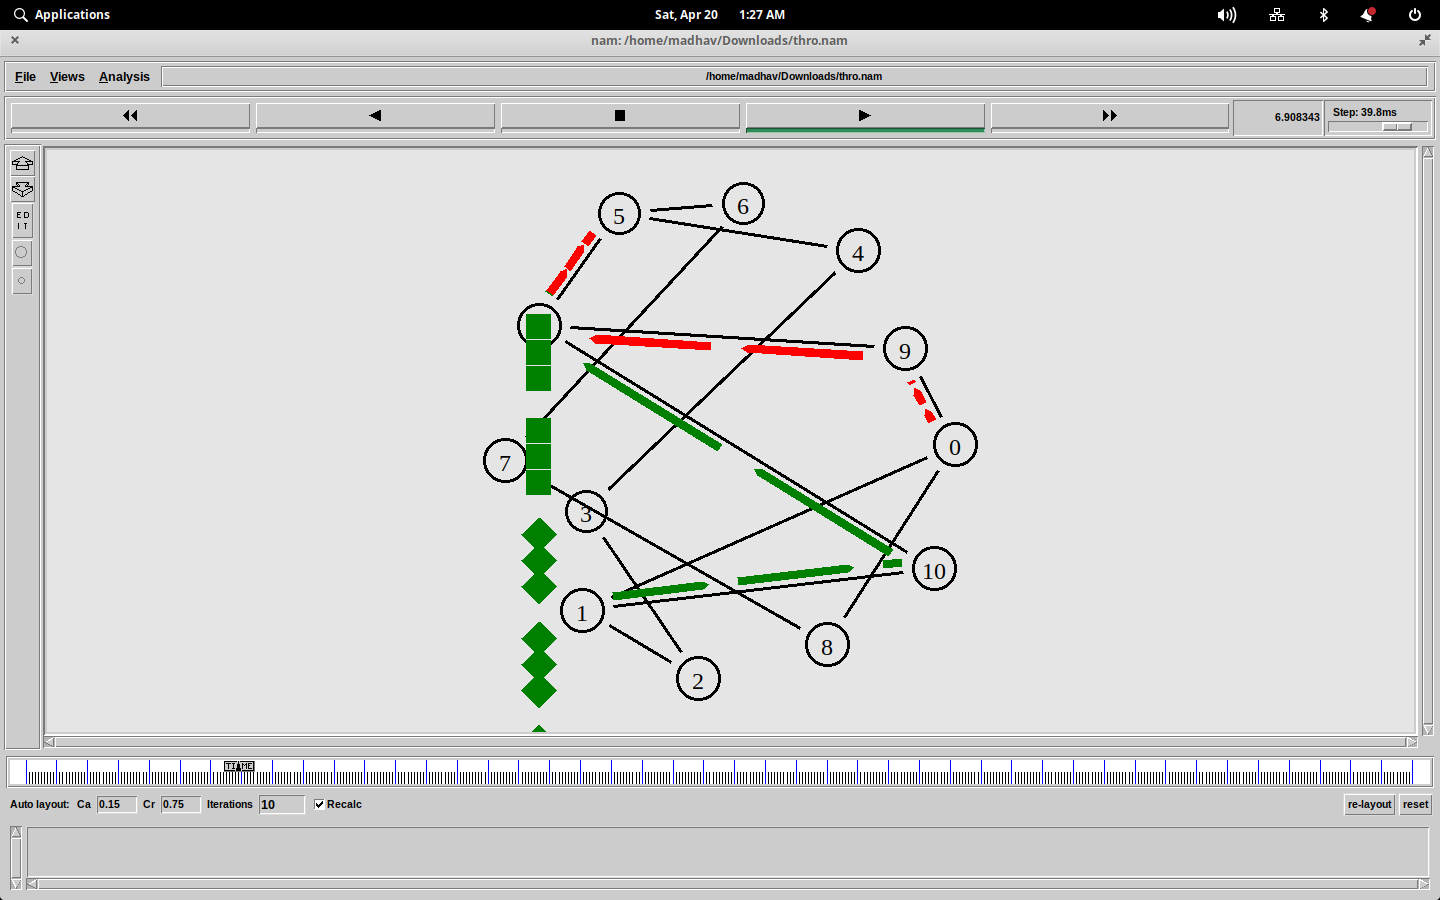 Applications
Sat, Apr 20 1:27 AM
nam: /home/madhav/Downloads/thro.nam
File Views Analysis
/home/madhav/Downloads/thro.nam
6.908343
Step: 39.8ms
ED
IT
5
6
4
9
0
7
3
10
1
8
2
TIME
Auto layout: Ca 0.15 Cr 0.75 Iterations 10 Recalc
re-layout reset